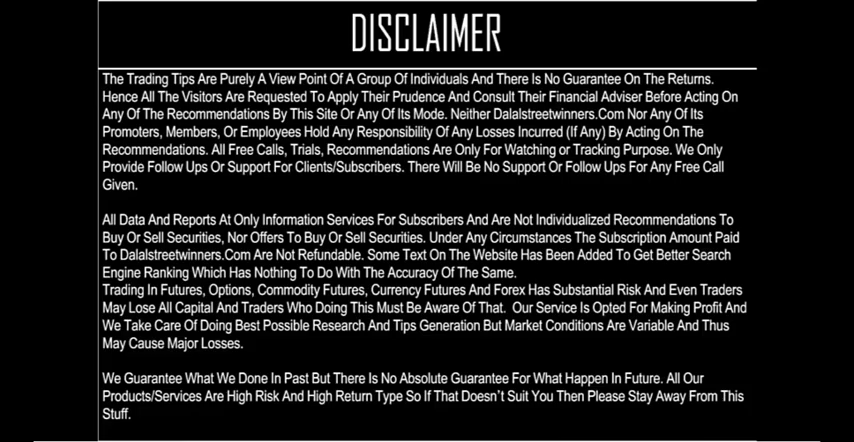 DISCLAIMER
The Trading Tips Are Purely A View Point Of A Group Of Individuals And There Is No Guarantee On The Returns.
Hence All The Visitors Are Requested To Apply Their Prudence And Consult Their Financial Adviser Before Acting On
Any Of The Recommendations By This Site Or Any Of Its Mode. Neither Dalalstreetwinners.Com Nor Any Of Its
Promoters, Members, Or Employees Hold Any Responsibility Of Any Losses Incurred (If Any) By Acting On The
Recommendations. All Free Calls, Trials, Recommendations Are Only For Watching or Tracking Purpose. We Only
Provide Follow Ups Or Support For Clients/Subscribers. There Will Be No Support Or Follow Ups For Any Free Call
Given.
All Data And Reports At Only Information Services For Subscribers And Are Not Individualized Recommendations To
Buy Or Sell Securities, Nor Offers To Buy Or Sell Securities. Under Any Circumstances The Subscription Amount Paid
To Dalalstreetwinners.Com Are Not Refundable. Some Text On The Website Has Been Added To Get Better Search
Engine Ranking Which Has Nothing To Do With The Accuracy Of The Same.
Trading In Futures, Options, Commodity Futures, Currency Futures And Forex Has Substantial Risk And Even Traders
May Lose All Capital And Traders Who Doing This Must Be Aware Of That. Our Service Is Opted For Making Profit And
We Take Care Of Doing Best Possible Research And Tips Generation But Market Conditions Are Variable And Thus
May Cause Major Losses.
We Guarantee What We Done In Past But There Is No Absolute Guarantee For What Happen In Future. All Our
Products/Services Are High Risk And High Return Type So If That Doesn't Suit You Then Please Stay Away From This
Stuff.